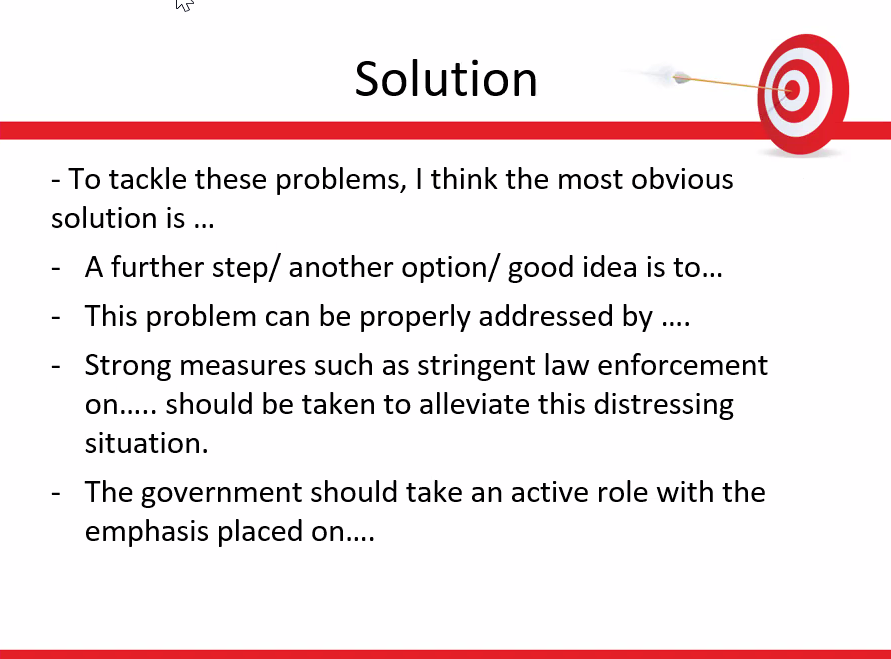 Solution
- To tackle these problems, I think the most obvious
solution is …
- A further step/ another option/ good idea is to…
- This problem can be properly addressed by ….
- Strong measures such as stringent law enforcement
on….. should be taken to alleviate this distressing
situation.
- The government should take an active role with the
emphasis placed on….